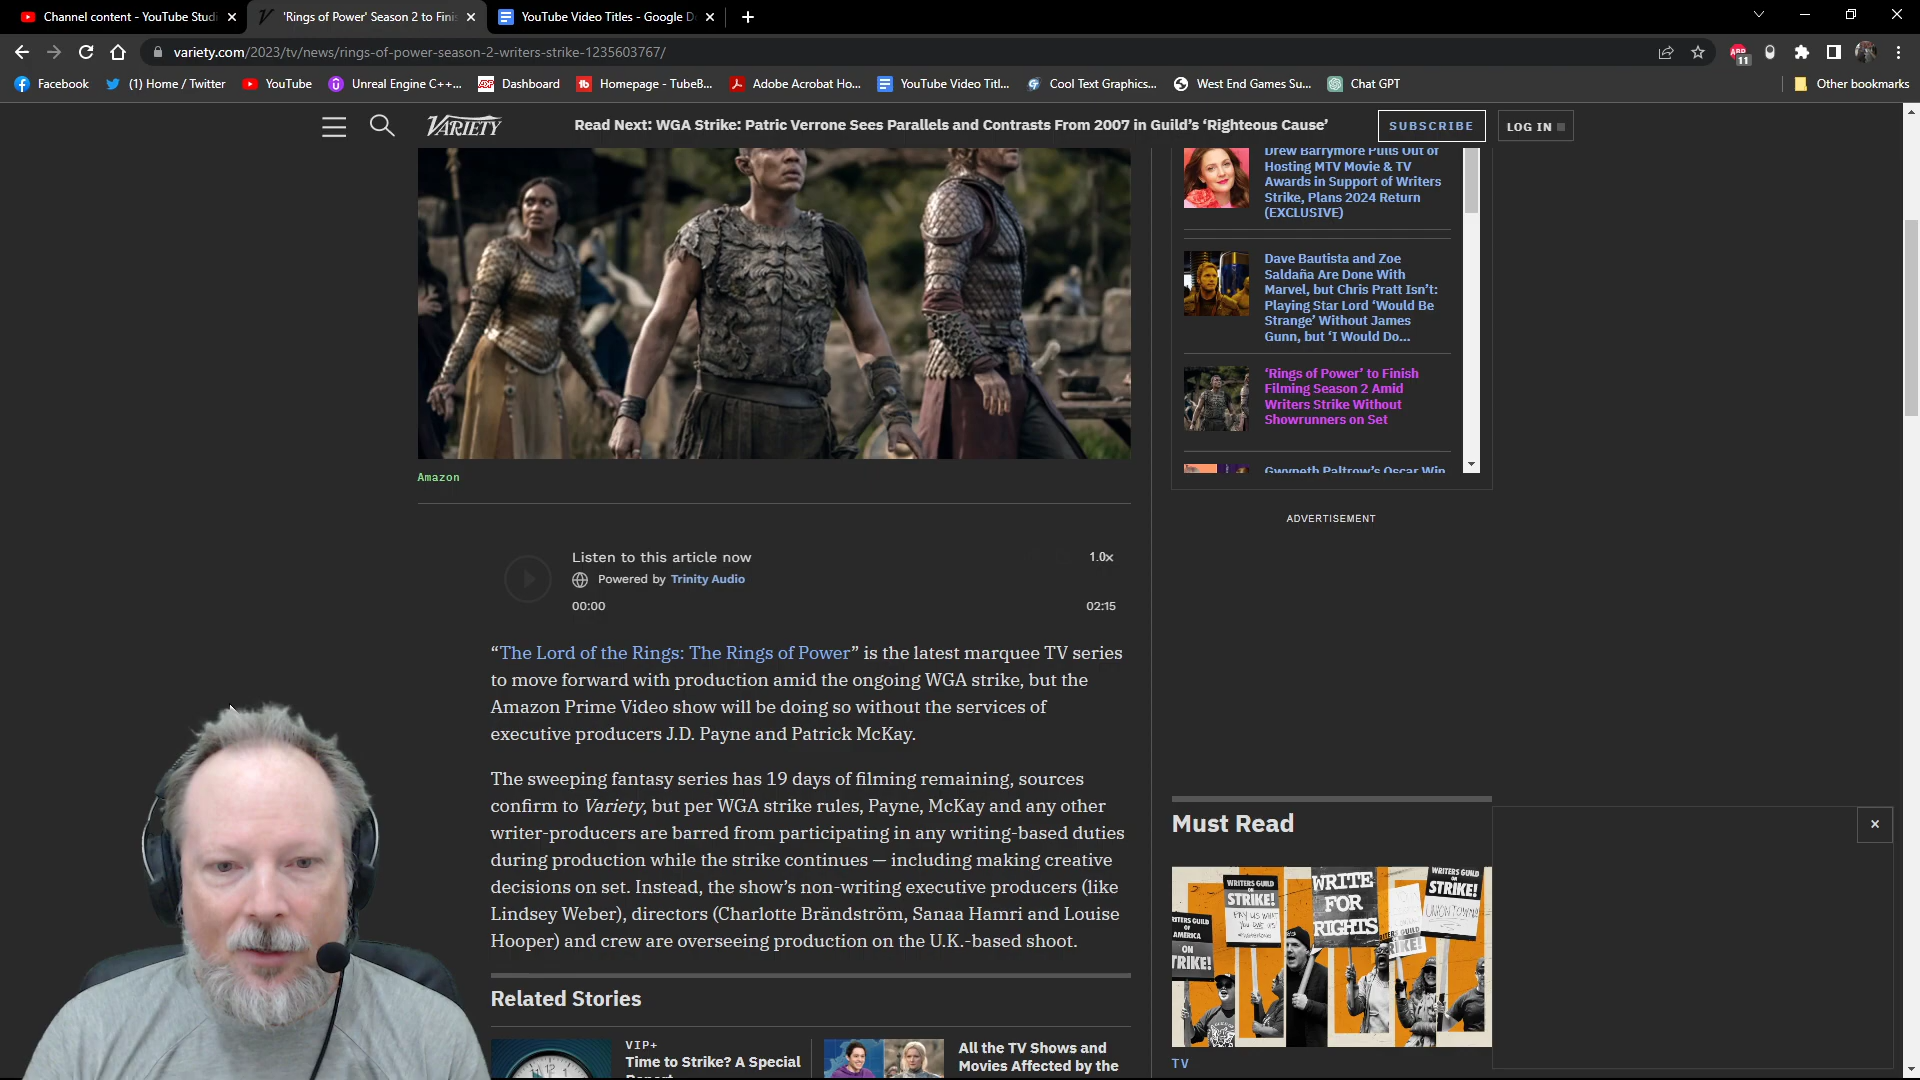 Channel content - YouTube Studi
'Rings of Power' Season 2 to Fini
YouTube Video Titles - Google D
variety.com/2023/tv/news/rings-of-power-season-2-writers-strike-1235603767/
ABP
11
Facebook
(1) Home / Twitter
YouTube
Unreal Engine C++...
Dashboard
Homepage - TubeB...
Adobe Acrobat Ho...
YouTube Video Titl...
Cool Text Graphics...
West End Games Su...
Chat GPT
Other bookmarks
VARIETY
Read Next: WGA Strike: Patric Verrone Sees Parallels and Contrasts From 2007 in Guild's ‘Righteous Cause’
SUBSCRIBE
LOG IN
Drew Barrymore Pulls Out of
Hosting MTV Movie & TV
Awards in Support of Writers
Strike, Plans 2024 Return
(EXCLUSIVE)
Dave Bautista and Zoe
Saldaña Are Done With
Marvel, but Chris Pratt Isn’t:
Playing Star Lord ‘Would Be
Strange’ Without James
Gunn, but ‘I Would Do...
‘Rings of Power’ to Finish
Filming Season 2 Amid
Writers Strike Without
Showrunners on Set
Gwyneth Paltrow’s Oscar Win
Amazon
ADVERTISEMENT
Listen to this article now
1.0x
Powered by Trinity Audio
00:00
02:15
“The Lord of the Rings: The Rings of Power” is the latest marquee TV series
to move forward with production amid the ongoing WGA strike, but the
Amazon Prime Video show will be doing so without the services of
executive producers J.D. Payne and Patrick McKay.
The sweeping fantasy series has 19 days of filming remaining, sources
confirm to Variety, but per WGA strike rules, Payne, McKay and any other
writer-producers are barred from participating in any writing-based duties
during production while the strike continues — including making creative
decisions on set. Instead, the show’s non-writing executive producers (like
Lindsey Weber), directors (Charlotte Brändström, Sanaa Hamri and Louise
Hooper) and crew are overseeing production on the U.K.-based shoot.
Related Stories
VIP+
Time to Strike? A Special
All the TV Shows and
Movies Affected by the
Must Read
WRITERS GUILD
ON
STRIKE!
WRITE
FOR
RIGHTS
STRIKE!
TV